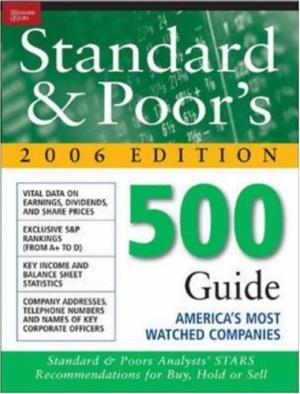 STANDARD
& POOR'S
Standard
& Poor's
2006 EDITION
VITAL DATA ON
EARNINGS, DIVIDENDS,
AND SHARE PRICES
EXCLUSIVE S&P
RANKINGS
(FROM A+ TO D)
KEY INCOME AND
BALANCE SHEET
STATISTICS
COMPANY ADDRESSES,
TELEPHONE NUMBERS
AND NAMES OF KEY
CORPORATE OFFICERS
500
Guide
AMERICA'S MOST
WATCHED COMPANIES
Standard & Poors Analysts' STARS
Recommendations for Buy, Hold or Sell